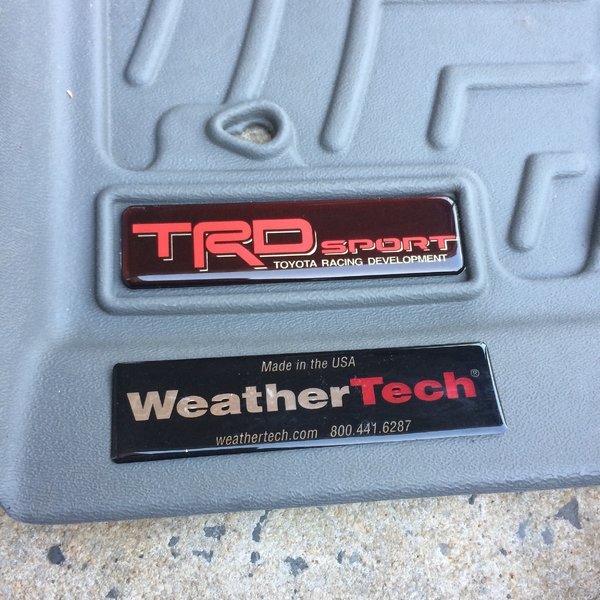 TRD SPORT
TOYOTA RACING DEVELOPMENT
Made in the USA
WeatherTech®
weathertech.com 800.441.6287